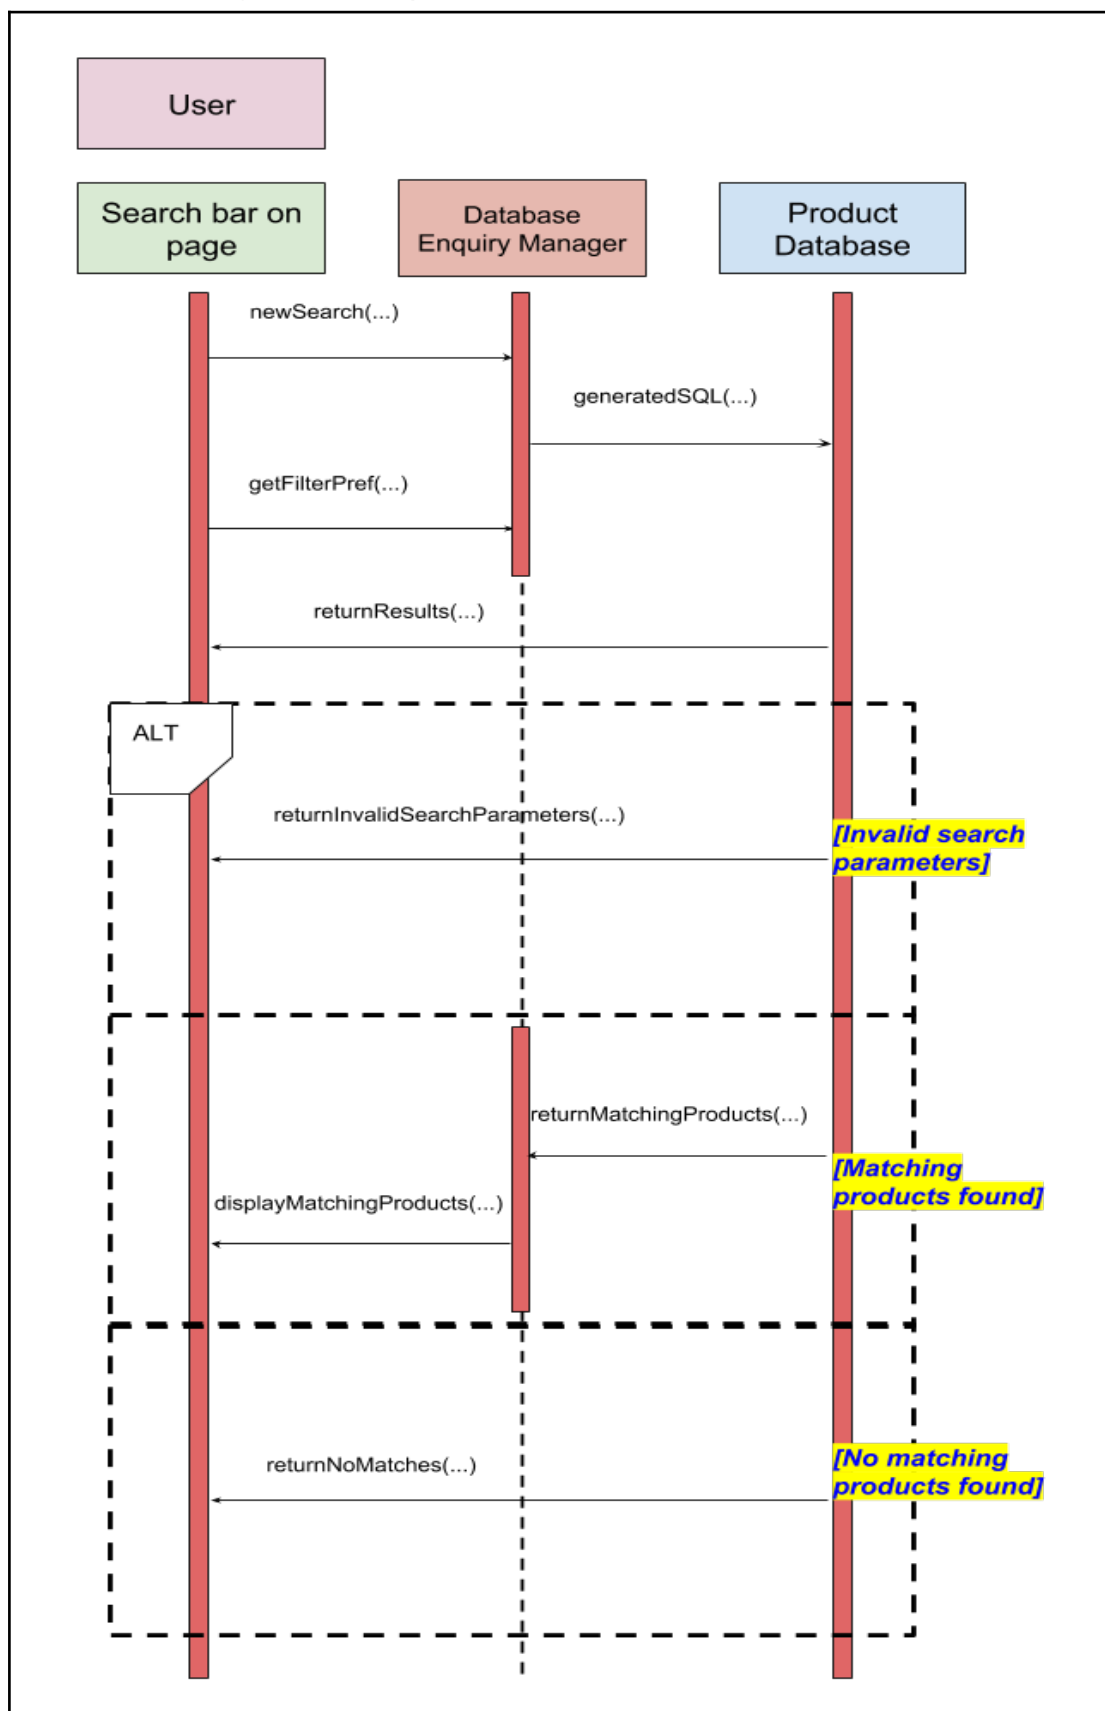 User
Search bar on
page
Database
Enquiry Manager
Product
Database
newSearch(...)
generatedSQL(...)
getFilterPref(...)
returnResults(...)
ALT
returnInvalidSearchParameters(...)
[Invalid search
parameters]
returnMatchingProducts(...)
[Matching
products found]
displayMatchingProducts(...)
[No matching
products found]
returnNoMatches(...)